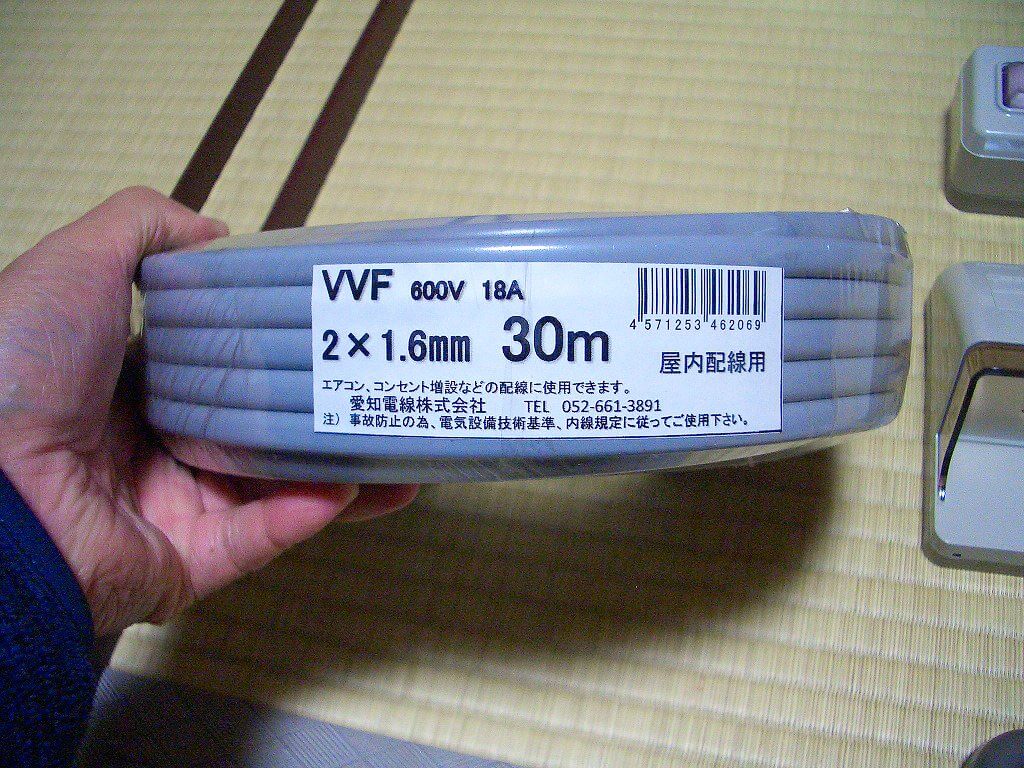 VVF 600V 18A
4 571253 462069
2×1.6mm 30m
屋内配線用
エアコン、コンセント増設などの配線に使用できます。
愛知電線株式会社 TEL 052-661-3891
注) 事故防止の為、電気設備技術基準、内線規定に従ってご使用下さい。